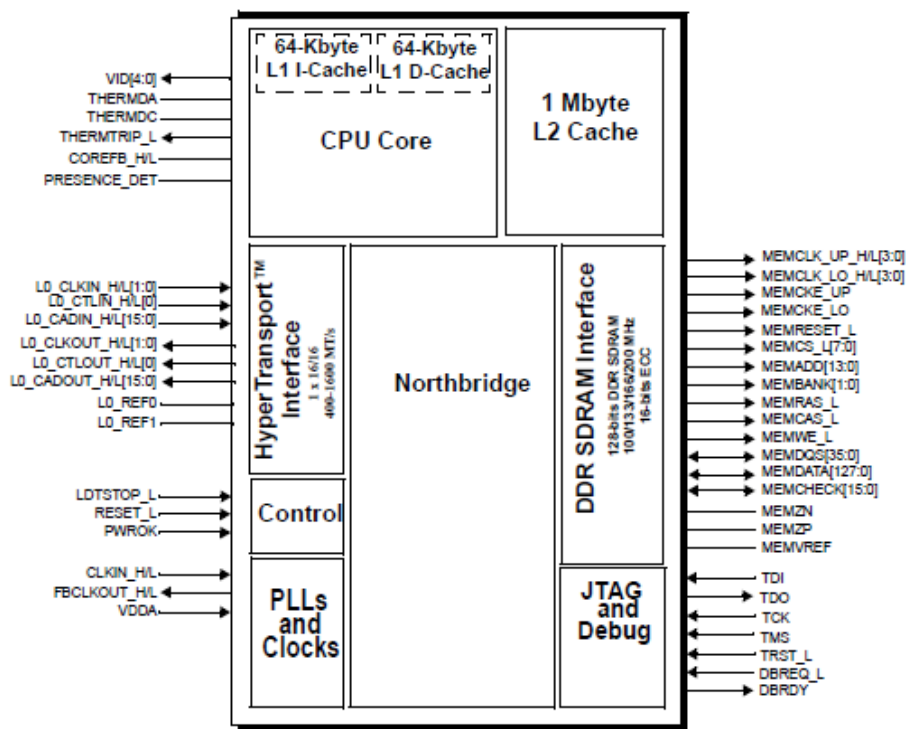 64-Kbyte
L1 I-Cache
64-Kbyte
L1 D-Cache
CPU Core
1 Mbyte
L2 Cache
VID[4:0]
THERMDA
THERMDC
THERMTRIP_L
COREFB_H/L
PRESENCE_DET
L0_CLKIN_H/L[1:0]
L0_CTLIN_H/L[0]
L0_CADIN_H/L[15:0]
L0_CLKOUT_H/L[1:0]
L0_CTLOUT_H/L[0]
L0_CADOUT_H/L[15:0]
L0_REF0
L0_REF1
LDTSTOP_L
RESET_L
PWROK
CLKIN_H/L
FBCLKOUT_H/L
VDDA
HyperTransport™
Interface
1 x 16/16
400-1600 MT/s
Control
PLLs
and
Clocks
Northbridge
DDR SDRAM Interface
128-bits DDR SDRAM
100/133/166/200 MHz
16-bits ECC
JTAG
and
Debug
MEMCLK_UP_H/L[3:0]
MEMCLK_LO_H/L[3:0]
MEMCKE_UP
MEMCKE_LO
MEMRESET_L
MEMCS_L[7:0]
MEMADD[13:0]
MEMBANK[1:0]
MEMRAS_L
MEMCAS_L
MEMWE_L
MEMDQS[35:0]
MEMDATA[127:0]
MEMCHECK[15:0]
MEMZN
MEMZP
MEMVREF
TDI
TDO
TCK
TMS
TRST_L
DBREQ_L
DBRDY